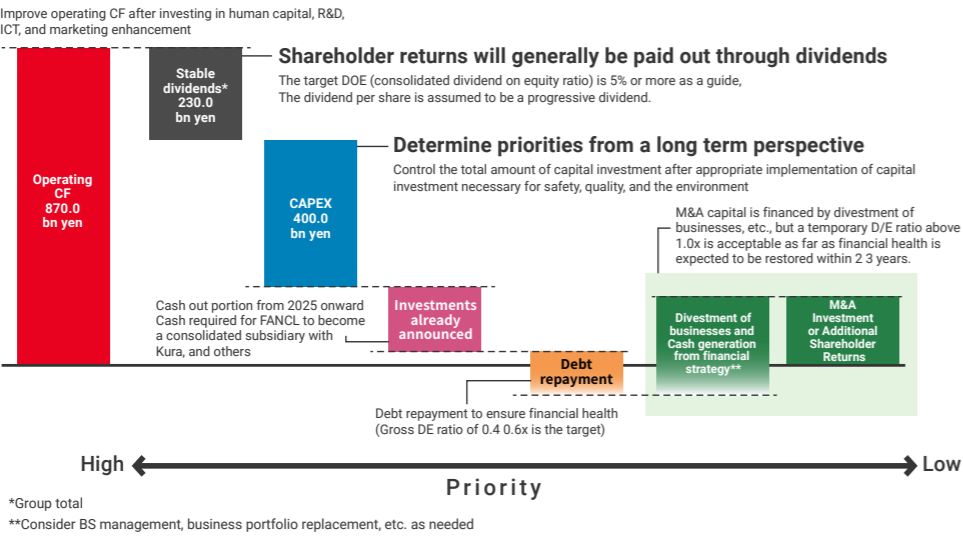 Improve operating CF after investing in human capital, R&D,
ICT, and marketing enhancement
Operating
CF
870.0
bn yen
Stable
dividends*
230.0
bn yen
Shareholder returns will generally be paid out through dividends
The target DOE (consolidated dividend on equity ratio) is 5% or more as a guide,
The dividend per share is assumed to be a progressive dividend.
CAPEX
400.0
bn yen
Determine priorities from a long term perspective
Control the total amount of capital investment after appropriate implementation of capital
investment necessary for safety, quality, and the environment
Cash out portion from 2025 onward
Cash required for FANCL to become
a consolidated subsidiary with
Kura, and others
Investments
already
announced
Debt
repayment
Debt repayment to ensure financial health
(Gross DE ratio of 0.4 0.6x is the target)
M&A capital is financed by divestment of
businesses, etc., but a temporary D/E ratio above
1.0x is acceptable as far as financial health is
expected to be restored within 2 3 years.
Divestment of
businesses and
Cash generation
from financial
strategy**
M&A
Investment
or Additional
Shareholder
Returns
High
Low
Priority
*Group total
**Consider BS management, business portfolio replacement, etc. as needed